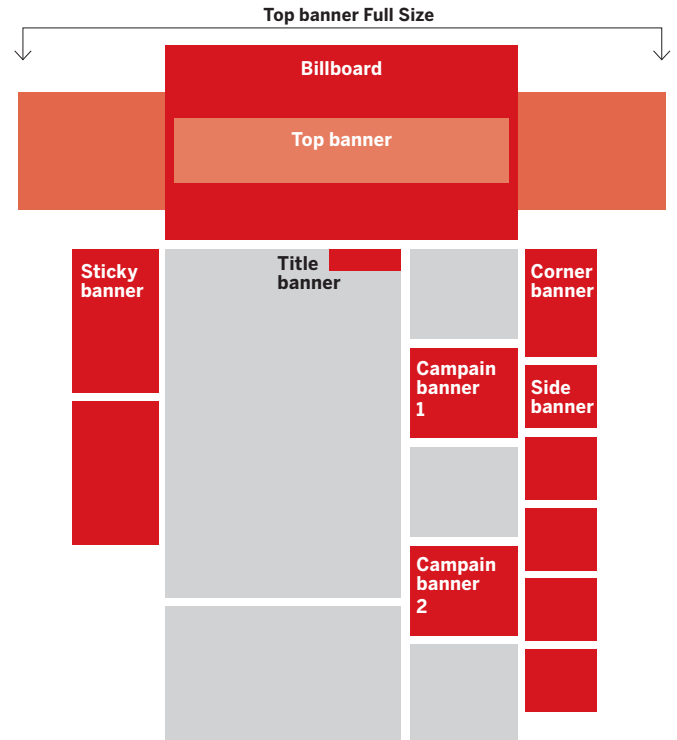 Top banner Full Size
Billboard
Top banner
Sticky
banner
Title
banner
Corner
banner
Campain
banner
1
Side
banner
Campain
banner
2